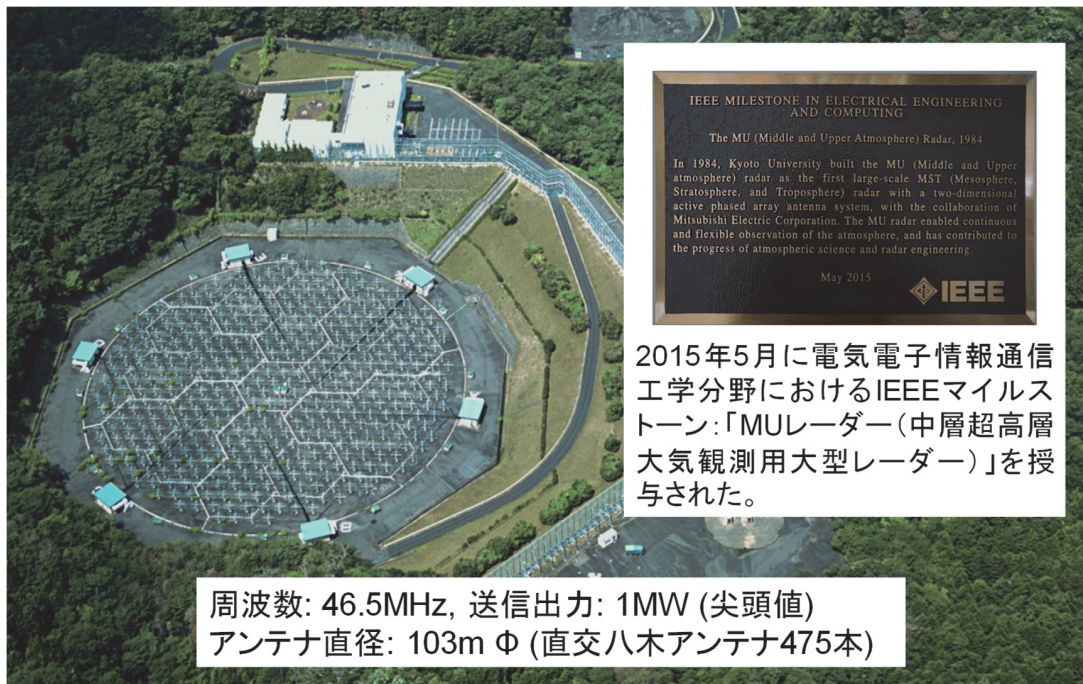 IEEE MILESTONE IN ELECTRICAL ENGINEERING
AND COMPUTING
The MU (Middle and Upper Atmosphere) Radar, 1984
In 1984, Kyoto University built the MU (Middle and Upper
atmosphere) radar as the first large-scale MST (Mesosphere,
Stratosphere, and Troposphere) radar with a two-dimensional
active phased array antenna system, with the collaboration of
Mitsubishi Electric Corporation. The MU radar enabled continuous
and flexible observation of the atmosphere, and has contributed to
the progress of atmospheric science and radar engineering.
May 2015
IEEE
2015年5月に電気電子情報通信
工学分野におけるIEEEマイルス
トーン:「MUレーダー(中層超高層
大気観測用大型レーダー)」を授
与された。
周波数: 46.5MHz, 送信出力: 1MW (尖頭値)
アンテナ直径: 103m Φ (直交八木アンテナ475本)